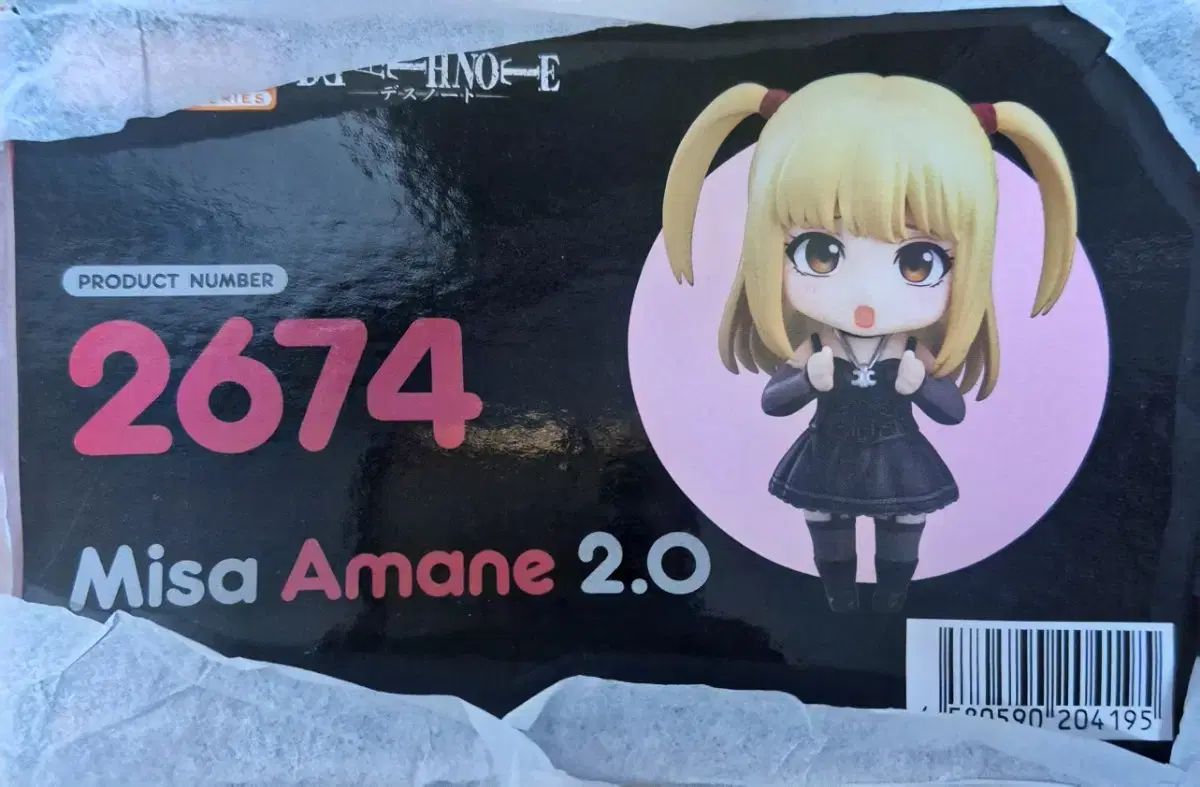 DEATH NOTE
デスノート
PRODUCT NUMBER
2674
Misa Amane 2.0
580590 204195